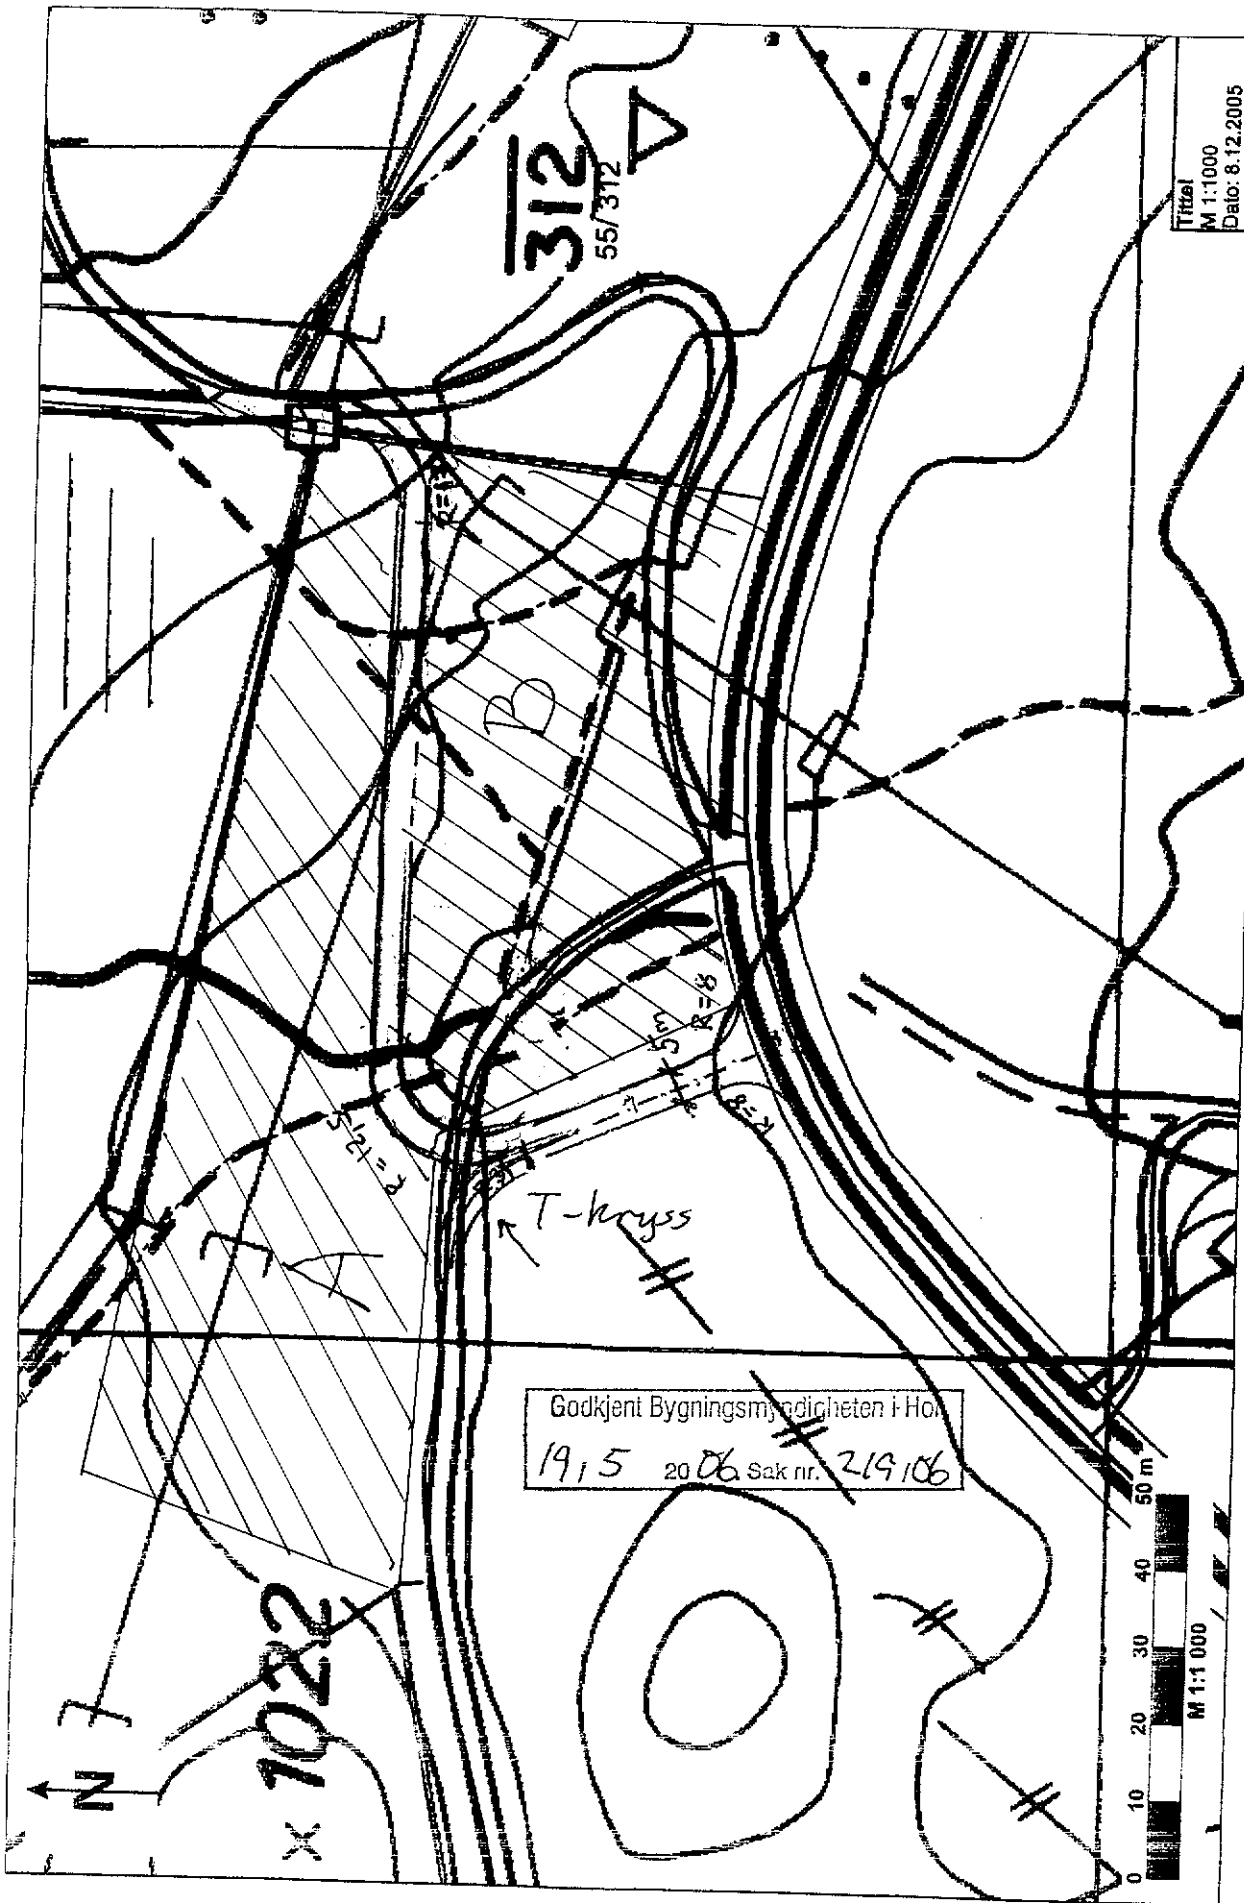 312
55/312
Tittel
M 1:1000
Dato: 8.12.2005
R=13
B
R=8
5m
R=8
R=12,5
T-kryss
A
Godkjent Bygningsmyndigheten i Hol
19/5 2006 Sak nr. 219/06
x 1022
N
0 10 20 30 40 50 m
M 1:1 000